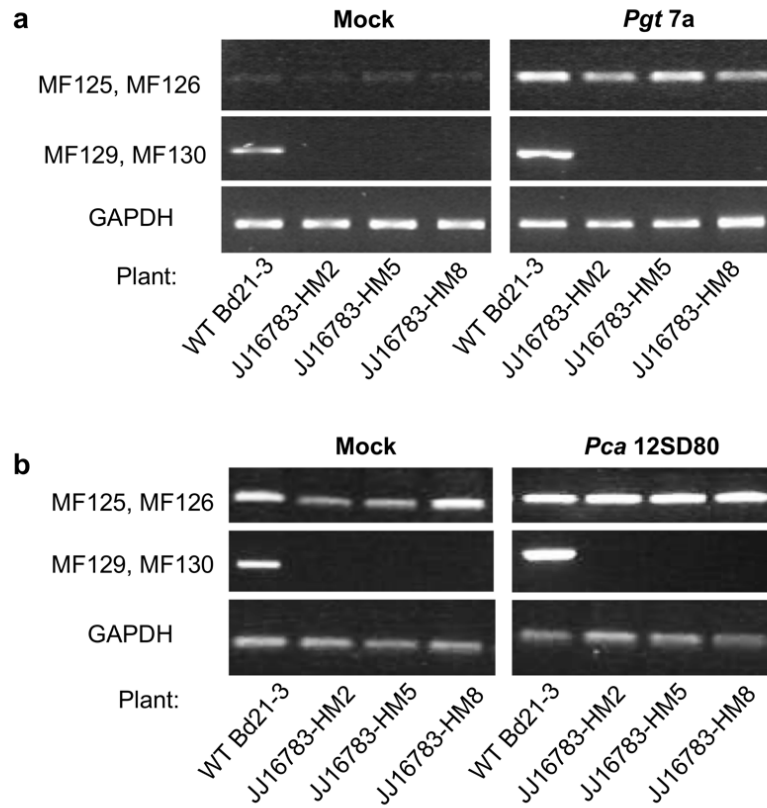 a
Mock
Pgt 7a
MF125, MF126
MF129, MF130
GAPDH
Plant:
WT Bd21-3
JJ16783-HM2
JJ16783-HM5
JJ16783-HM8
WT Bd21-3
JJ16783-HM2
JJ16783-HM5
JJ16783-HM8
b
Mock
Pca 12SD80
MF125, MF126
MF129, MF130
GAPDH
Plant:
WT Bd21-3
JJ16783-HM2
JJ16783-HM5
JJ16783-HM8
WT Bd21-3
JJ16783-HM2
JJ16783-HM5
JJ16783-HM8